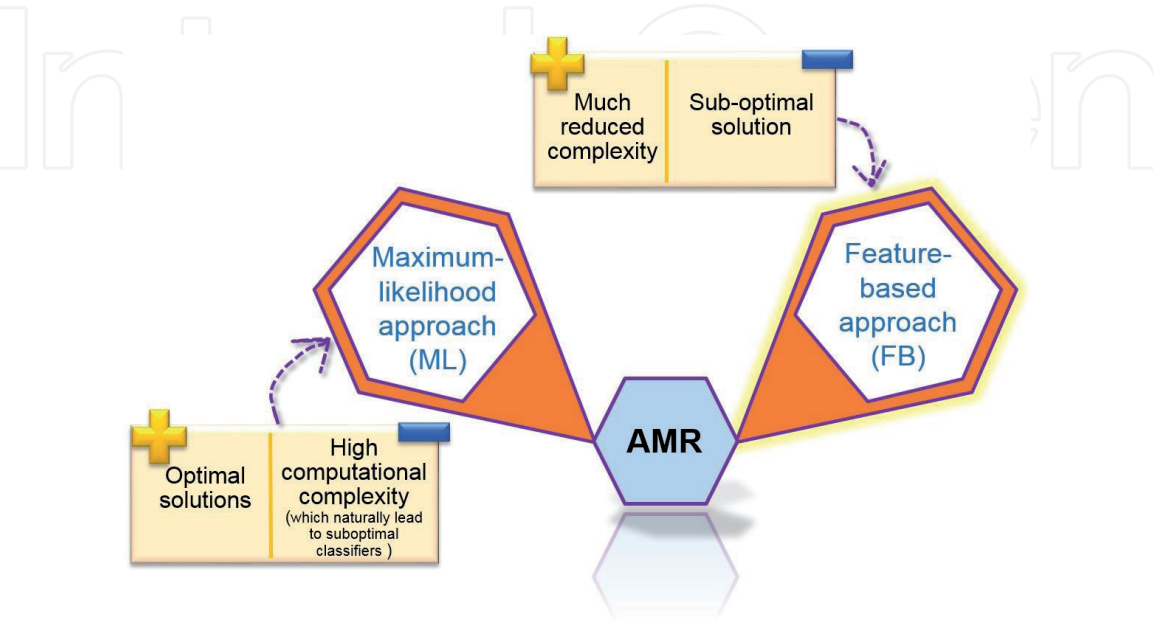 Much
reduced
complexity
Sub-optimal
solution
Maximum-
likelihood
approach
(ML)
Feature-
based
approach
(FB)
AMR
Optimal
solutions
High
computational
complexity
(which naturally lead
to suboptimal
classifiers )